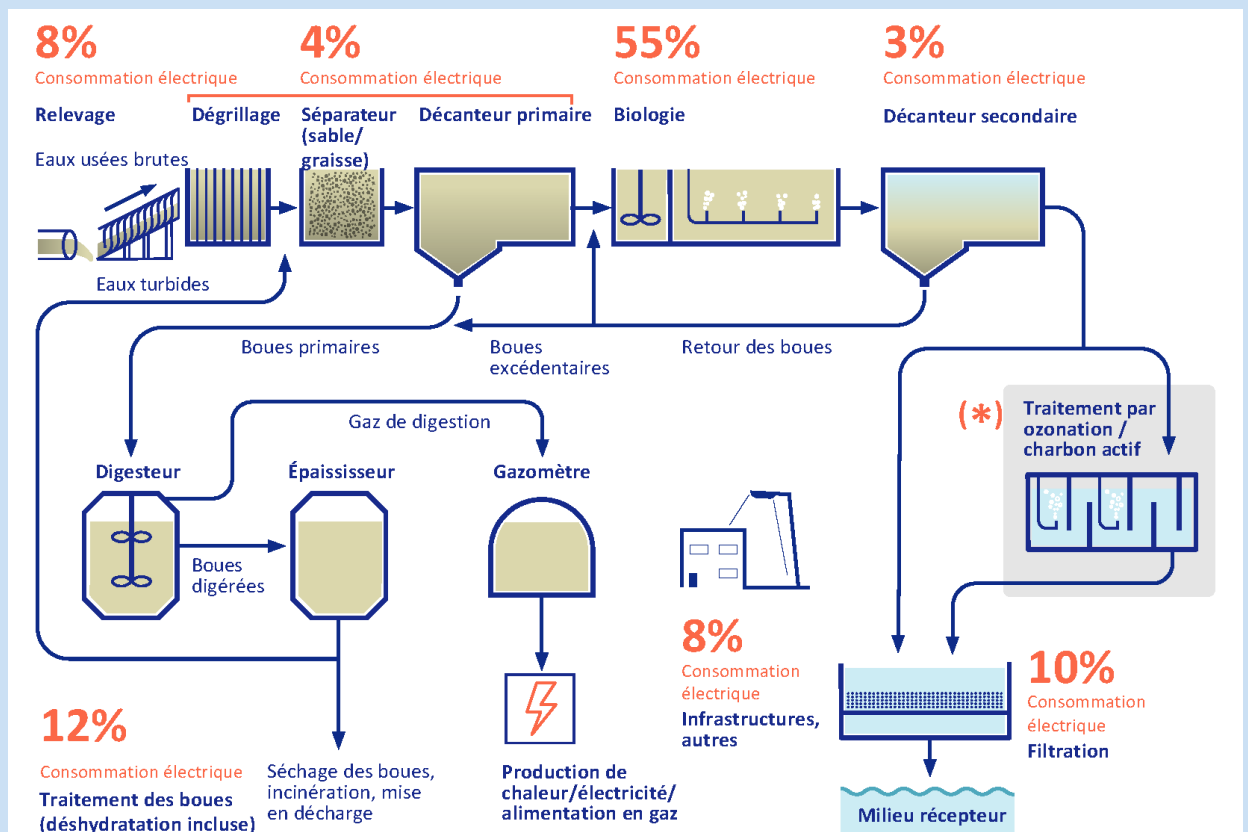 8%
Consommation électrique
Relevage
4%
Consommation électrique
Dégrillage
Séparateur
(sable/
graisse)
Décanteur primaire
55%
Consommation électrique
Biologie
3%
Consommation électrique
Décanteur secondaire
Eaux usées brutes
Eaux turbides
Boues primaires
Boues
excédentaires
Retour des boues
Gaz de digestion
(*)
Traitement par
ozonation /
charbon actif
Digesteur
Épaississeur
Gazomètre
Boues
digérées
8%
Consommation
électrique
Infrastructures,
autres
10%
Consommation
électrique
Filtration
12%
Consommation électrique
Traitement des boues
(déshydratation incluse)
Séchage des boues,
incinération, mise
en décharge
Production de
chaleur/électricité/
alimentation en gaz
Milieu récepteur